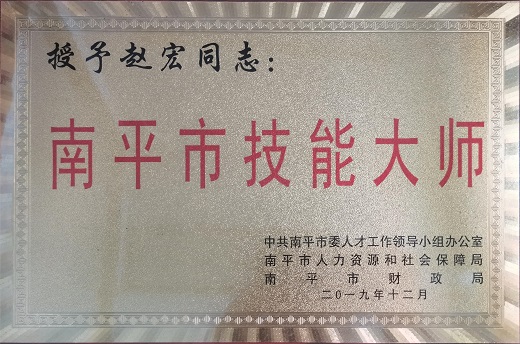 授予赵宏同志：
南平市技能大师
中共南平市委人才工作领导小组办公室
南平市人力资源和社会保障局
南平市财政局
二〇一九年十二月